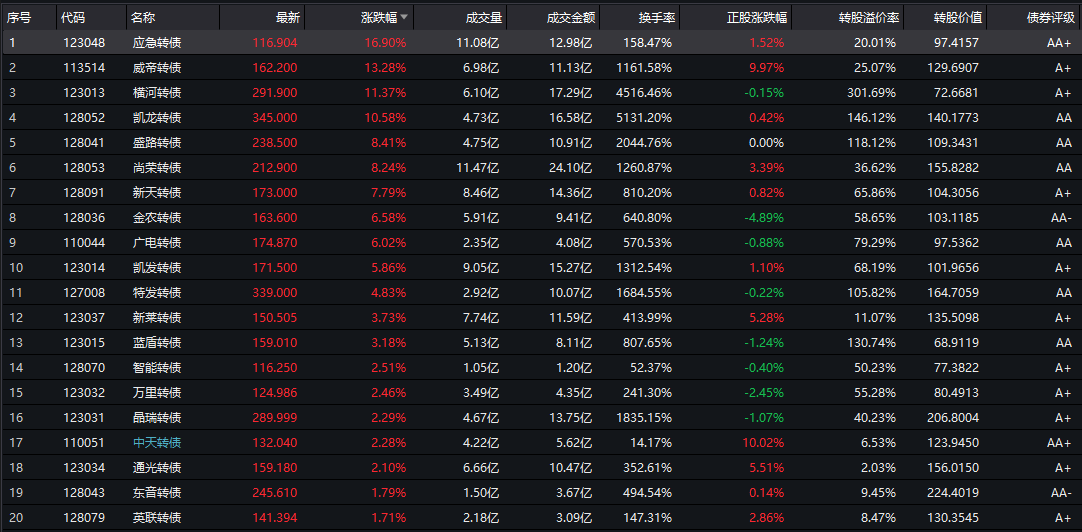 序号 代码 名称 最新 涨跌幅 成交量 成交金额 换手率 正股涨跌幅 转股溢价率 转股价值 债券评级
1 123048 应急转债 116.904 16.90% 11.08亿 12.98亿 158.47% 1.52% 20.01% 97.4157 AA+
2 113514 威帝转债 162.200 13.28% 6.98亿 11.13亿 1161.58% 9.97% 25.07% 129.6907 A+
3 123013 横河转债 291.900 11.37% 6.10亿 17.29亿 4516.46% -0.15% 301.69% 72.6681 A+
4 128052 凯龙转债 345.000 10.58% 4.73亿 16.58亿 5131.20% 0.42% 146.12% 140.1773 AA
5 128041 盛路转债 238.500 8.41% 4.75亿 10.91亿 2044.76% 0.00% 118.12% 109.3431 AA
6 128053 尚荣转债 212.900 8.24% 11.47亿 24.10亿 1260.87% 3.39% 36.62% 155.8282 AA
7 128091 新天转债 173.000 7.79% 8.46亿 14.36亿 810.20% 0.82% 65.86% 104.3056 A+
8 128036 金农转债 163.600 6.58% 5.91亿 9.41亿 640.80% -4.89% 58.65% 103.1185 AA-
9 110044 广电转债 174.870 6.02% 2.35亿 4.08亿 570.53% -0.88% 79.29% 97.5362 AA
10 123014 凯发转债 171.500 5.86% 9.05亿 15.27亿 1312.54% 1.10% 68.19% 101.9656 A+
11 127008 特发转债 339.000 4.83% 2.92亿 10.07亿 1684.55% -0.22% 105.82% 164.7059 AA
12 123037 新莱转债 150.505 3.73% 7.74亿 11.59亿 413.99% 5.28% 11.07% 135.5098 A+
13 123015 蓝盾转债 159.010 3.18% 5.13亿 8.11亿 807.65% -1.24% 130.74% 68.9119 AA
14 128070 智能转债 116.250 2.51% 1.05亿 1.20亿 52.37% -0.40% 50.23% 77.3822 A+
15 123032 万里转债 124.986 2.46% 3.49亿 4.35亿 241.30% -2.45% 55.28% 80.4913 A+
16 123031 晶瑞转债 289.999 2.29% 4.67亿 13.75亿 1835.15% -1.07% 40.23% 206.8004 A+
17 110051 中天转债 132.040 2.28% 4.22亿 5.62亿 14.17% 10.02% 6.53% 123.9450 AA+
18 123034 通光转债 159.180 2.10% 6.66亿 10.47亿 352.61% 5.51% 2.03% 156.0150 A+
19 128043 东音转债 245.610 1.79% 1.50亿 3.67亿 494.54% 0.14% 9.45% 224.4019 AA-
20 128079 英联转债 141.394 1.71% 2.18亿 3.09亿 147.31% 2.86% 8.47% 130.3545 A+